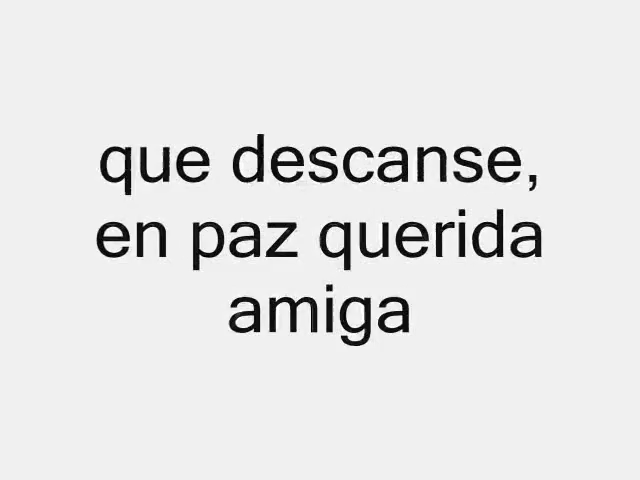 que descanse,
en paz querida
amiga